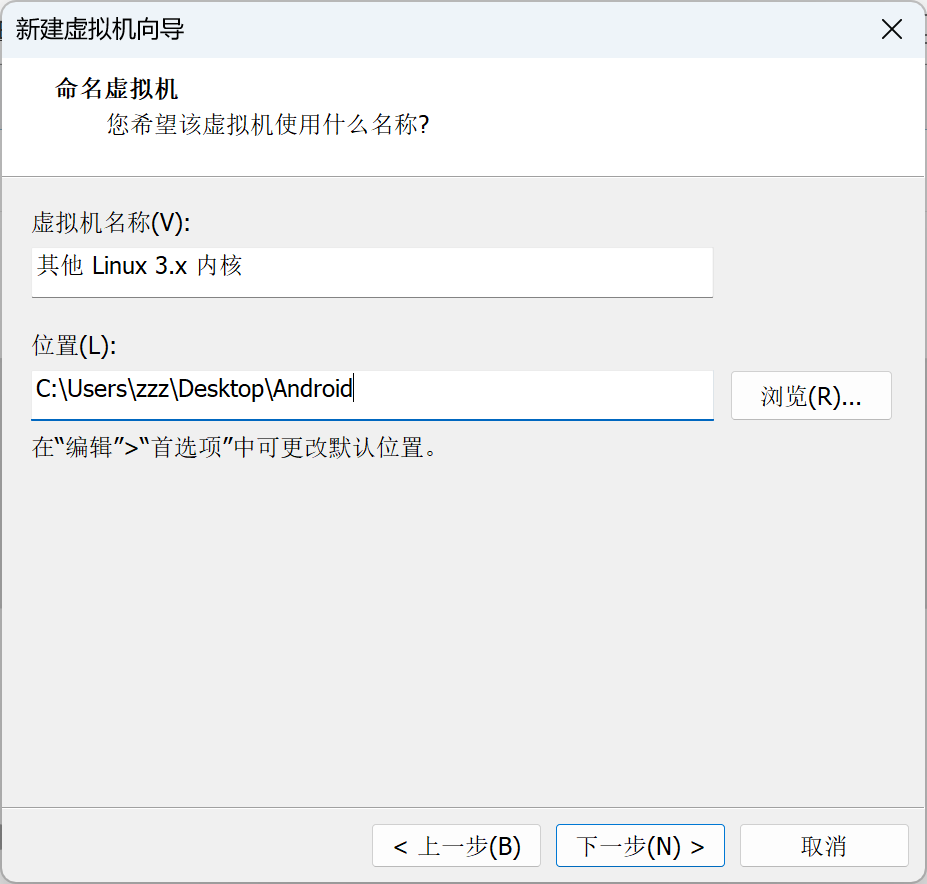 新建虚拟机向导
命名虚拟机
您希望该虚拟机使用什么名称?
虚拟机名称(V):
其他 Linux 3.x 内核
位置(L):
C:\Users\zzz\Desktop\Android
浏览(R)...
在“编辑”>“首选项”中可更改默认位置。
< 上一步(B) 下一步(N) > 取消